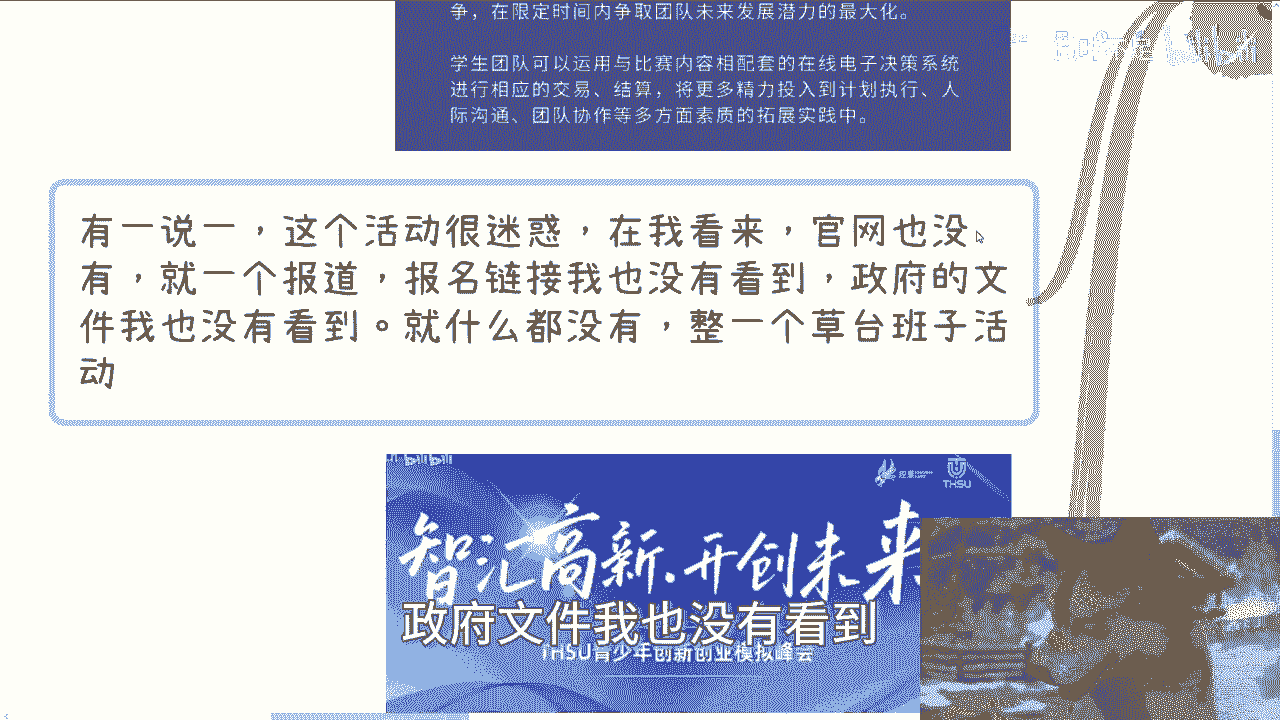 争，在限定时间内争取团队未来发展潜力的最大化。
学生团队可以运用与比赛内容相配套的在线电子决策系统
进行相应的交易、结算，将更多精力投入到计划执行、人
际沟通、团队协作等多方面素质的拓展实践中。
有一说一，这个活动很迷惑，在我看来，官网也没
有，就一个报道，报名链接我也没有看到，政府的文
件我也没有看到。就什么都没有，整一个草台班子活
动
bilibili
THSU
智汇高新.开创未来
政府文件我也没有看到
THSU青少年创新创业模拟峰会